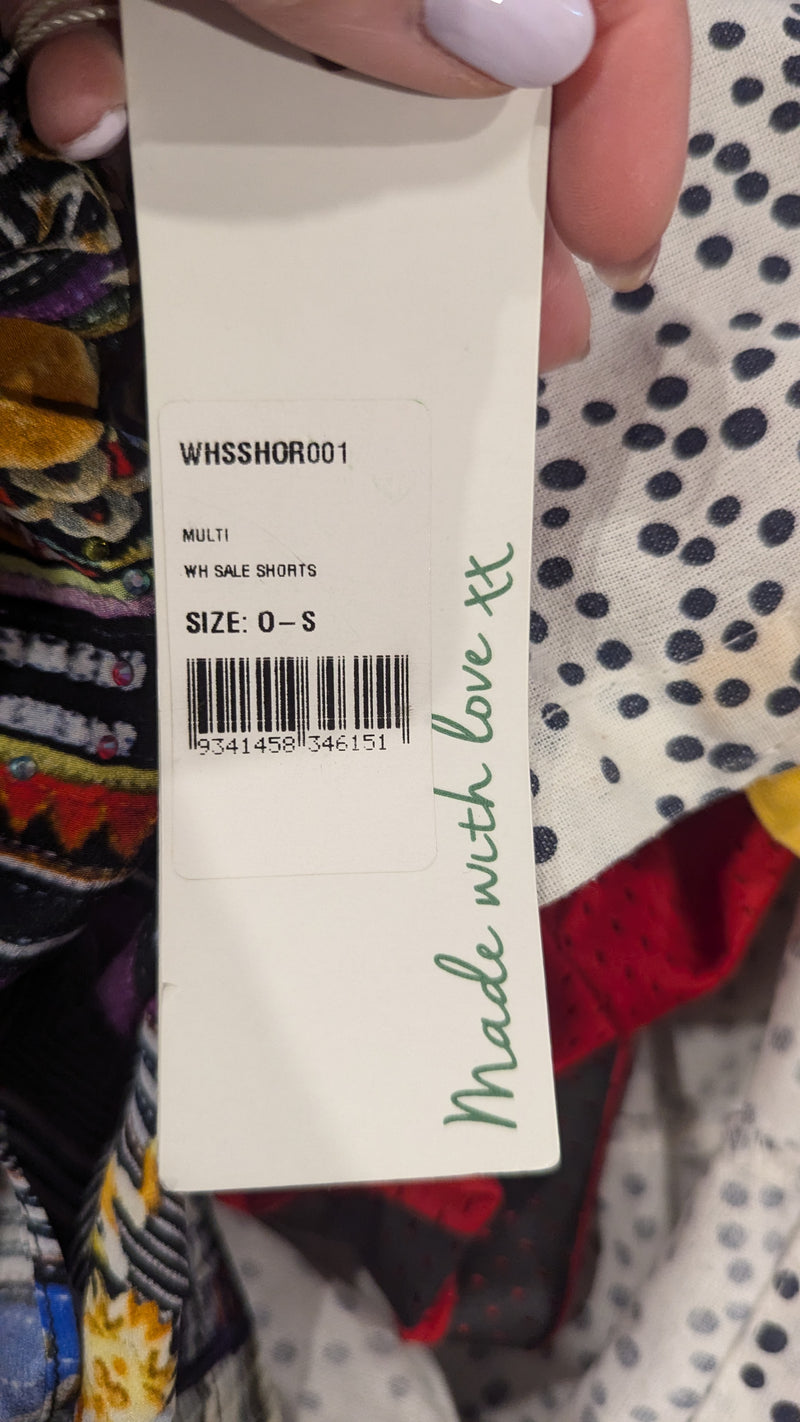 WHSSHOR001
MULTI
WH SALE SHORTS
SIZE: 0-S
9341458 346151
Made with love xx